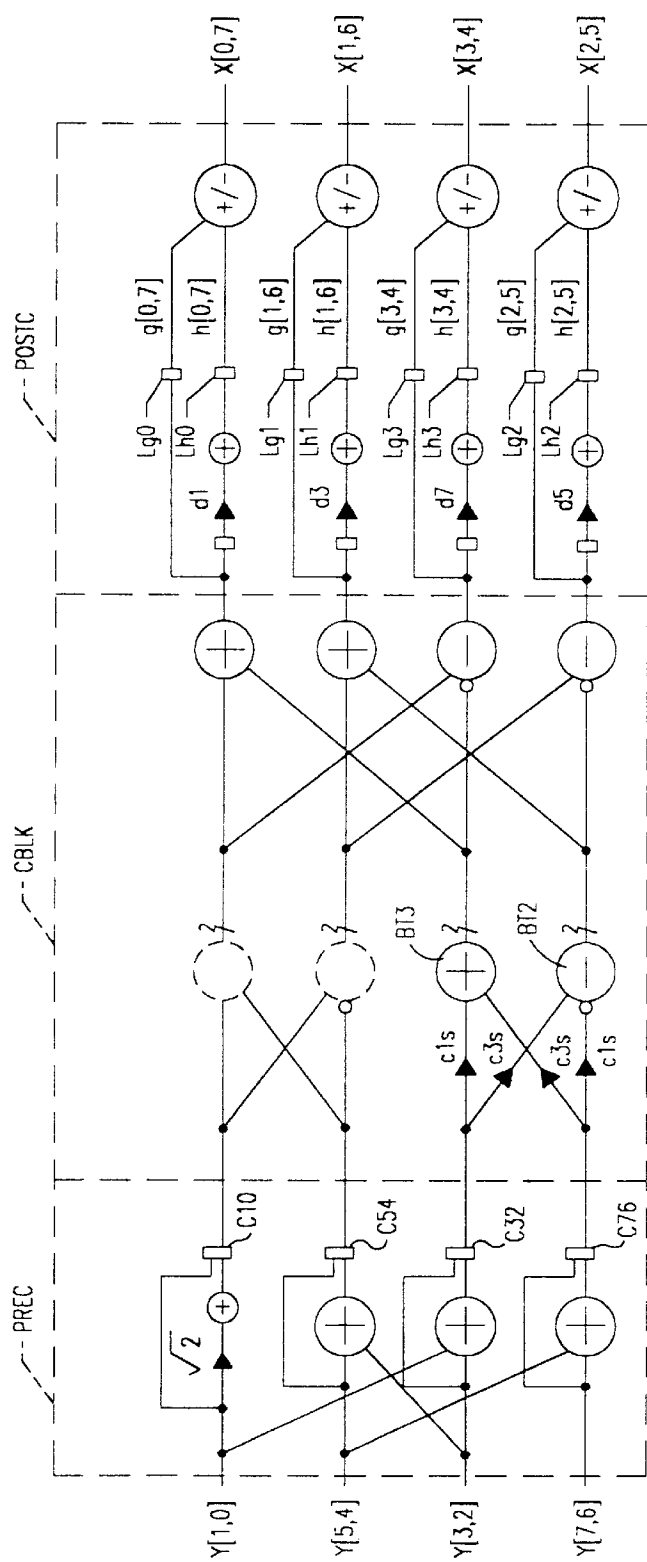 PREC
CBLK
POSTC
Y[1,0]
√2
+
C10
2
+
d1
Lg0
Lh0
g[0,7]
h[0,7]
+
+/-
X[0,7]
Y[5,4]
+
C54
2
+
d3
Lg1
Lh1
g[1,6]
h[1,6]
+
+/-
X[1,6]
Y[3,2]
+
C32
c1s
c3s
+
BT3
2
-
d7
Lg3
Lh3
g[3,4]
h[3,4]
+
+/-
X[3,4]
Y[7,6]
+
C76
c3s
c1s
-
BT2
2
-
d5
Lg2
Lh2
g[2,5]
h[2,5]
+
+/-
X[2,5]